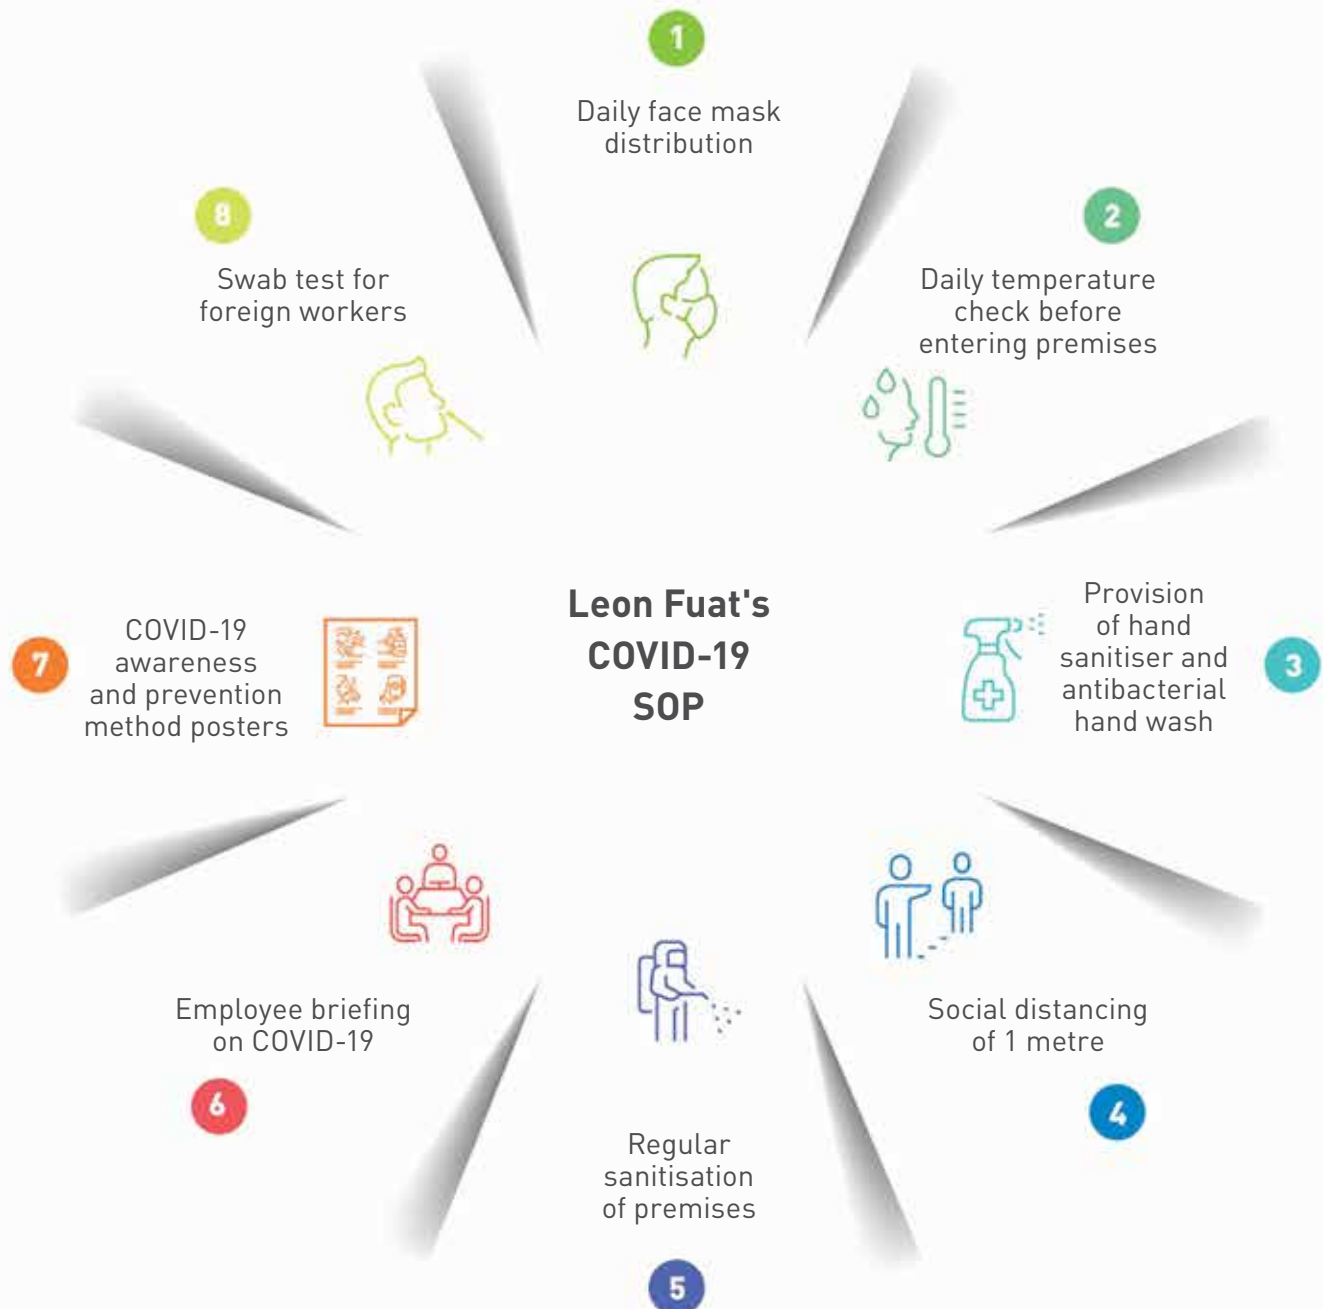 1
Daily face mask
distribution
2
Daily temperature
check before
entering premises
3
Provision
of hand
sanitiser and
antibacterial
hand wash
4
Social distancing
of 1 metre
5
Regular
sanitisation
of premises
6
Employee briefing
on COVID-19
7
COVID-19
awareness
and prevention
method posters
8
Swab test for
foreign workers
Leon Fuat's
COVID-19
SOP